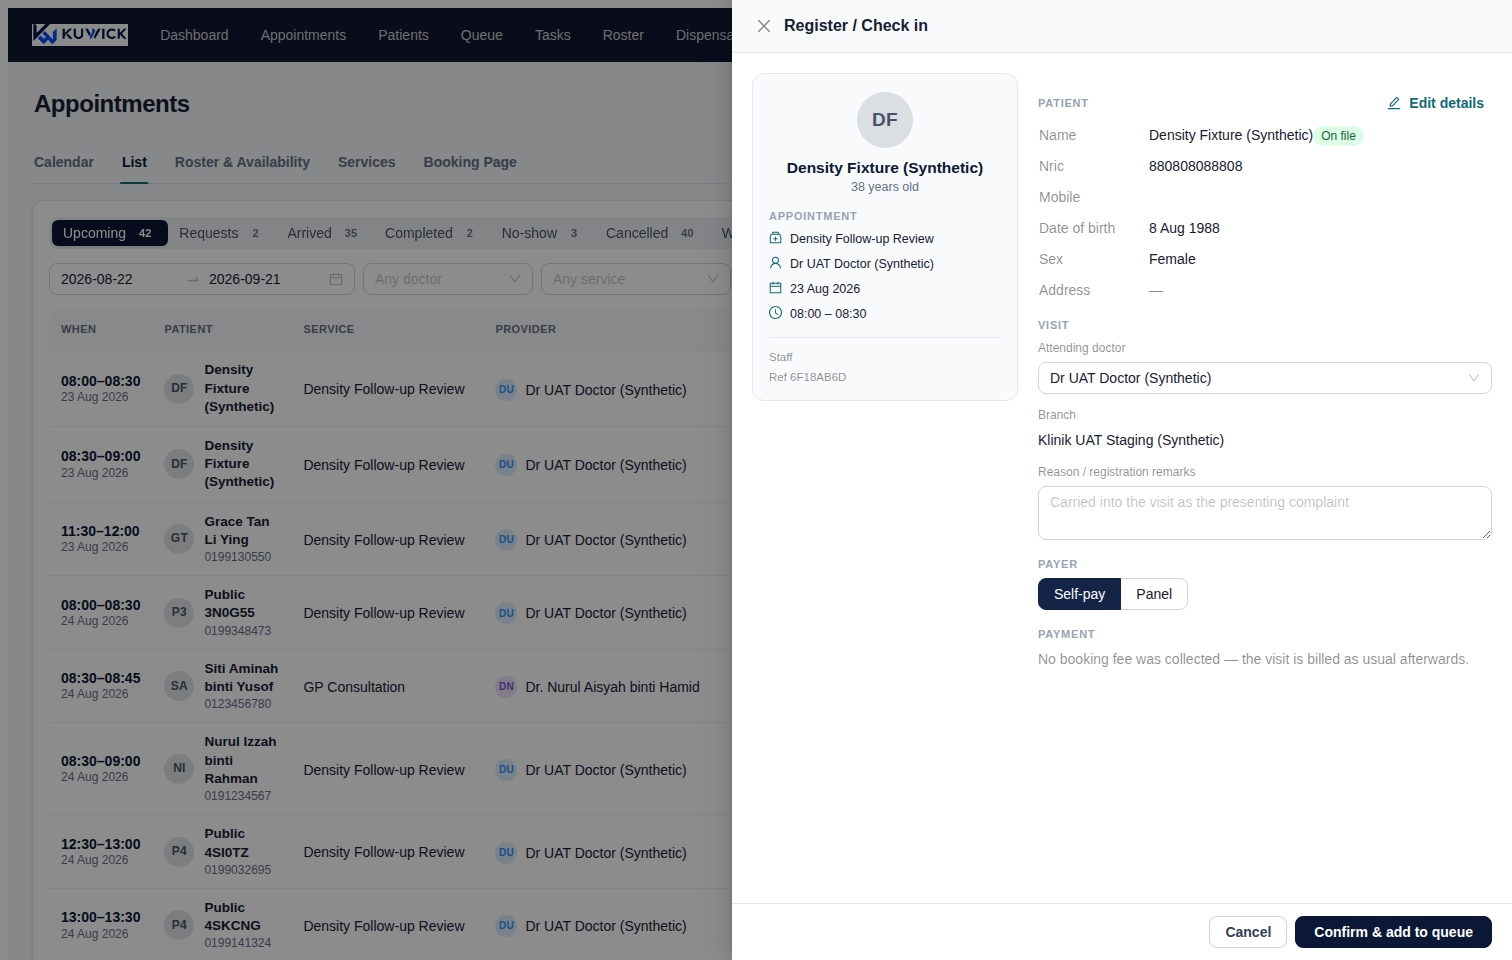 KUVVICK
Dashboard
Appointments
Patients
Queue
Tasks
Roster
Dispensa
Appointments
Calendar
List
Roster & Availability
Services
Booking Page
Upcoming 42
Requests 2
Arrived 35
Completed 2
No-show 3
Cancelled 40
W
2026-08-22 → 2026-09-21
Any doctor
Any service
WHEN PATIENT SERVICE PROVIDER
08:00–08:30
23 Aug 2026
DF
Density
Fixture
(Synthetic)
Density Follow-up Review
DU Dr UAT Doctor (Synthetic)
08:30–09:00
23 Aug 2026
DF
Density
Fixture
(Synthetic)
Density Follow-up Review
DU Dr UAT Doctor (Synthetic)
11:30–12:00
23 Aug 2026
GT
Grace Tan
Li Ying
0199130550
Density Follow-up Review
DU Dr UAT Doctor (Synthetic)
08:00–08:30
24 Aug 2026
P3
Public
3N0G55
0199348473
Density Follow-up Review
DU Dr UAT Doctor (Synthetic)
08:30–08:45
24 Aug 2026
SA
Siti Aminah
binti Yusof
0123456780
GP Consultation
DN Dr. Nurul Aisyah binti Hamid
08:30–09:00
24 Aug 2026
NI
Nurul Izzah
binti
Rahman
0191234567
Density Follow-up Review
DU Dr UAT Doctor (Synthetic)
12:30–13:00
24 Aug 2026
P4
Public
4SI0TZ
0199032695
Density Follow-up Review
DU Dr UAT Doctor (Synthetic)
13:00–13:30
24 Aug 2026
P4
Public
4SKCNG
0199141324
Density Follow-up Review
DU Dr UAT Doctor (Synthetic)
Register / Check in
DF
Density Fixture (Synthetic)
38 years old
APPOINTMENT
Density Follow-up Review
Dr UAT Doctor (Synthetic)
23 Aug 2026
08:00 – 08:30
Staff
Ref 6F18AB6D
PATIENT
Edit details
Name Density Fixture (Synthetic) On file
Nric 880808088808
Mobile
Date of birth 8 Aug 1988
Sex Female
Address —
VISIT
Attending doctor
Dr UAT Doctor (Synthetic)
Branch
Klinik UAT Staging (Synthetic)
Reason / registration remarks
Carried into the visit as the presenting complaint
PAYER
Self-pay Panel
PAYMENT
No booking fee was collected — the visit is billed as usual afterwards.
Cancel
Confirm & add to queue